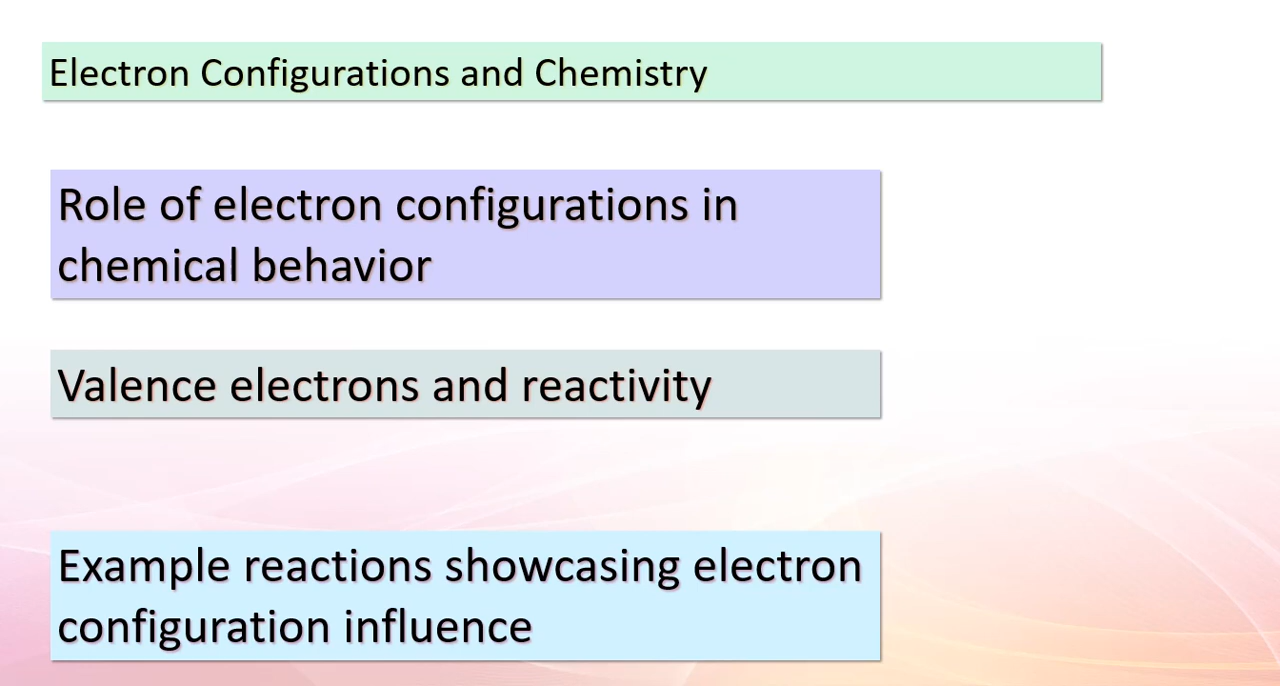 Electron Configurations and Chemistry
Role of electron configurations in
chemical behavior
Valence electrons and reactivity
Example reactions showcasing electron
configuration influence